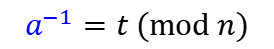 a⁻¹ = t (mod n)